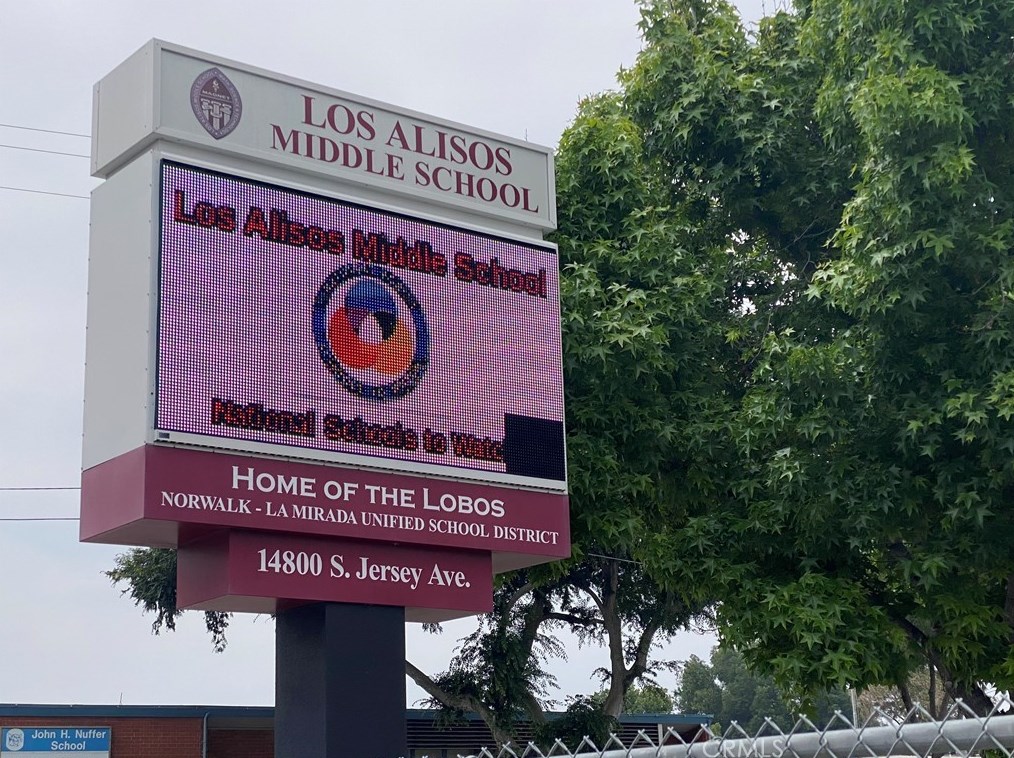 LOS ALISOS
MIDDLE SCHOOL
Los Alisos Middle School
National Schools to Watc
HOME OF THE LOBOS
NORWALK - LA MIRADA UNIFIED SCHOOL DISTRICT
14800 S. Jersey Ave.
John H. Nuffer
School
CRMLS